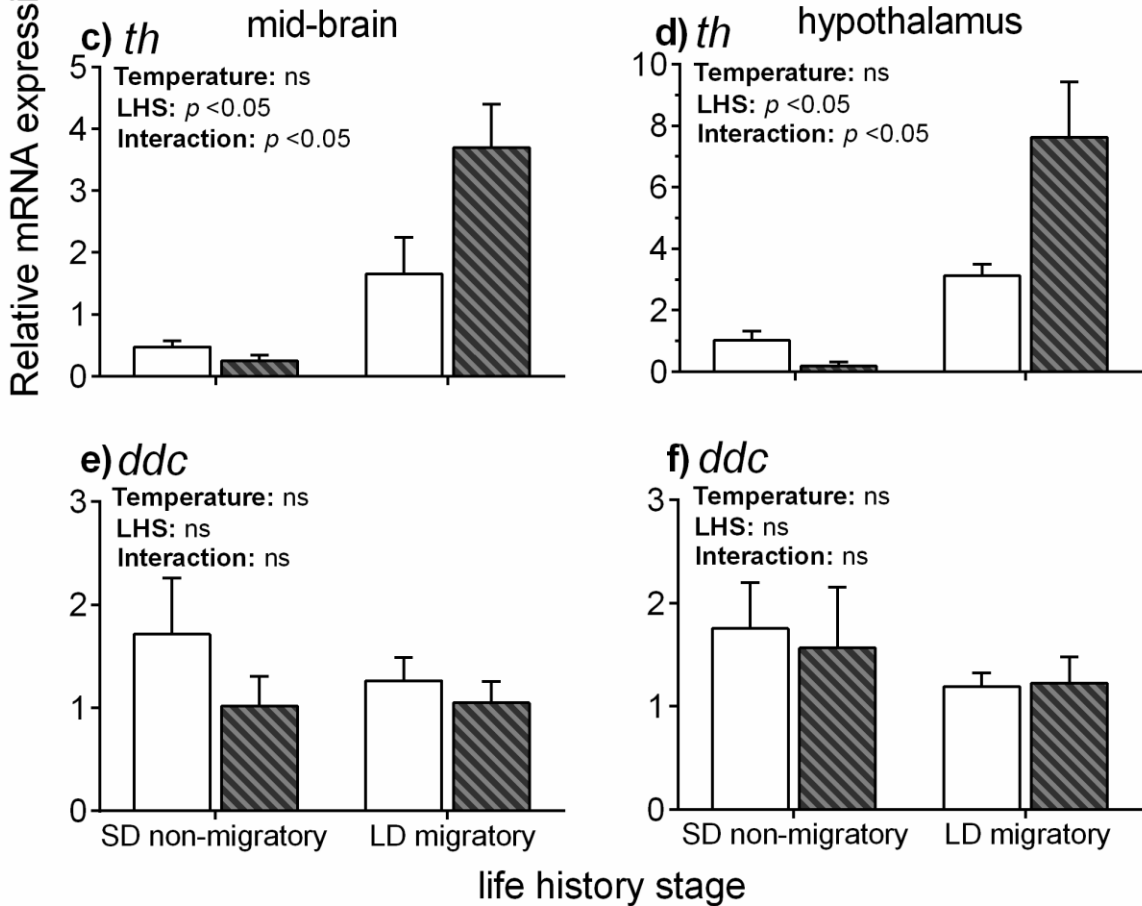 Relative mRNA expressi
mid-brain
c) th
Temperature: ns
LHS: p <0.05
Interaction: p <0.05
5
4
3
2
1
0
hypothalamus
d) th
Temperature: ns
LHS: p <0.05
Interaction: p <0.05
10
8
6
4
2
0
e) ddc
Temperature: ns
LHS: ns
Interaction: ns
3
2
1
0
SD non-migratory LD migratory
f) ddc
Temperature: ns
LHS: ns
Interaction: ns
3
2
1
0
SD non-migratory LD migratory
life history stage